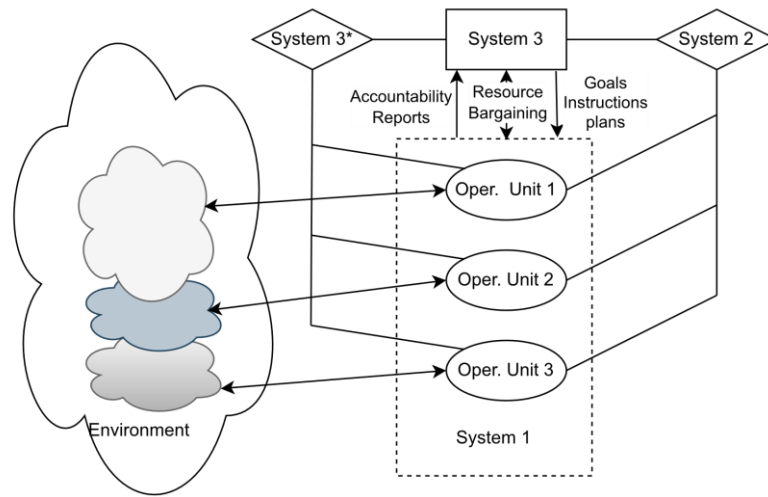 System 3*
System 3
System 2
Accountability
Reports
Resource
Bargaining
Goals
Instructions
plans
Oper. Unit 1
Oper. Unit 2
Oper. Unit 3
Environment
System 1